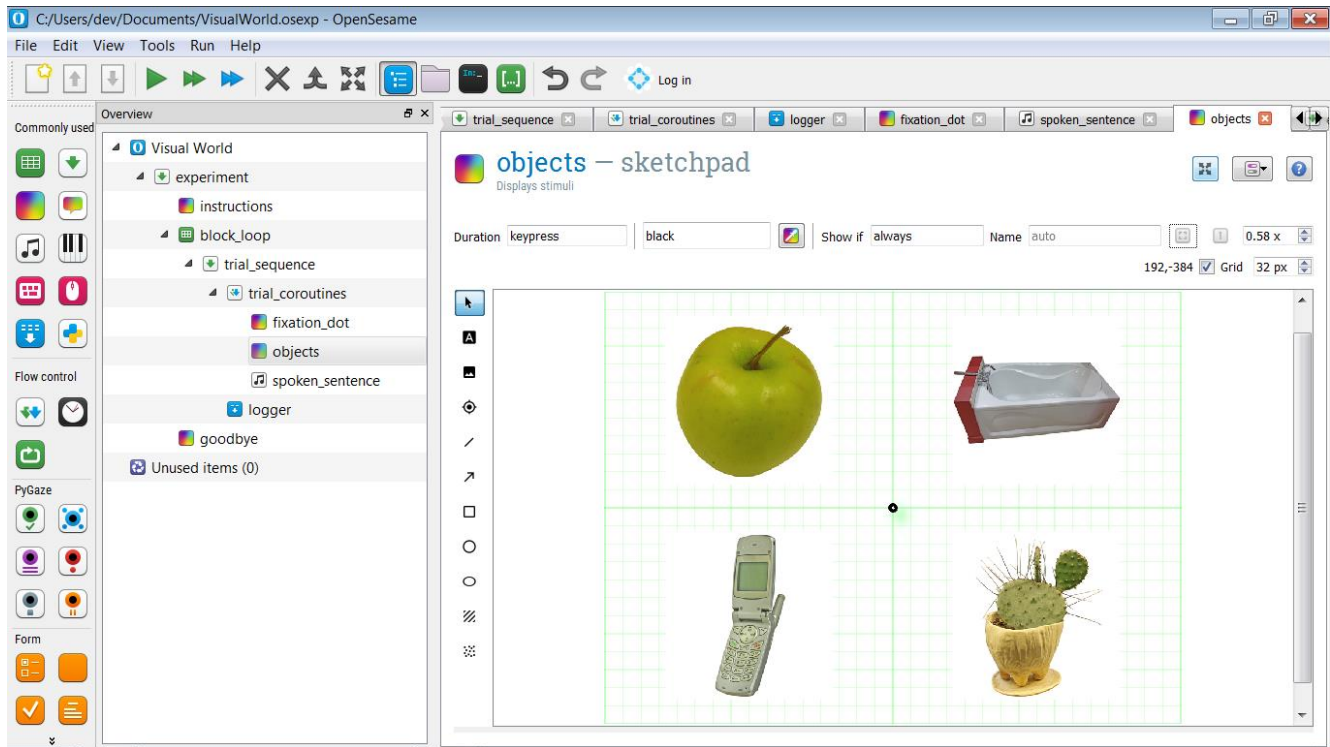 C:/Users/dev/Documents/VisualWorld.osexp - OpenSesame
File Edit View Tools Run Help
Log in
Commonly used
Flow control
PyGaze
Form
Overview
Visual World
experiment
instructions
block_loop
trial_sequence
trial_coroutines
fixation_dot
objects
spoken_sentence
logger
goodbye
Unused items (0)
trial_sequence trial_coroutines logger fixation_dot spoken_sentence objects
objects — sketchpad
Displays stimuli
Duration keypress black Show if always Name auto 0.58 x
192,-384 Grid 32 px